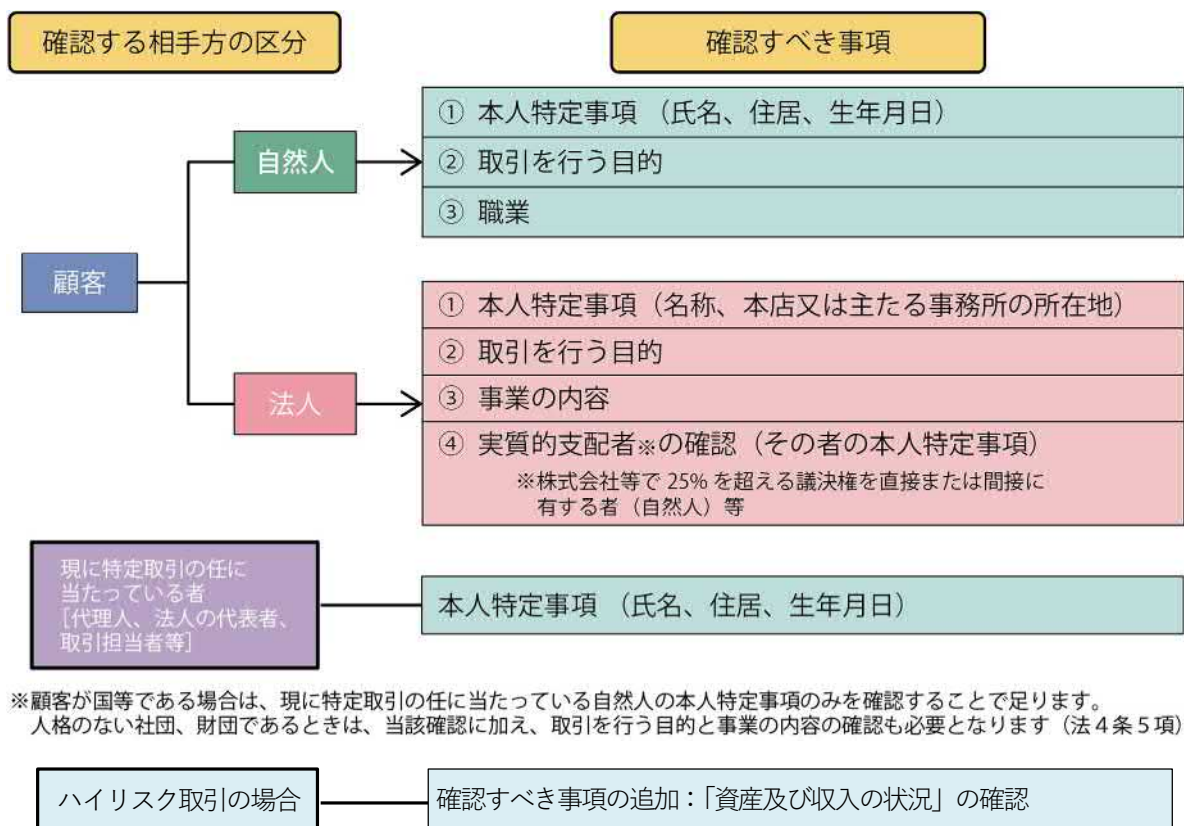 確認する相手方の区分
確認すべき事項
顧客
自然人
① 本人特定事項 （氏名、住居、生年月日）
② 取引を行う目的
③ 職業
法人
① 本人特定事項（名称、本店又は主たる事務所の所在地）
② 取引を行う目的
③ 事業の内容
④ 実質的支配者※の確認（その者の本人特定事項）
※株式会社等で 25% を超える議決権を直接または間接に
有する者（自然人）等
現に特定取引の任に
当たっている者
［代理人、法人の代表者、
取引担当者等］
本人特定事項 （氏名、住居、生年月日）
※顧客が国等である場合は、現に特定取引の任に当たっている自然人の本人特定事項のみを確認することで足ります。
人格のない社団、財団であるときは、当該確認に加え、取引を行う目的と事業の内容の確認も必要となります（法４条５項）
ハイリスク取引の場合
確認すべき事項の追加：「資産及び収入の状況」の確認